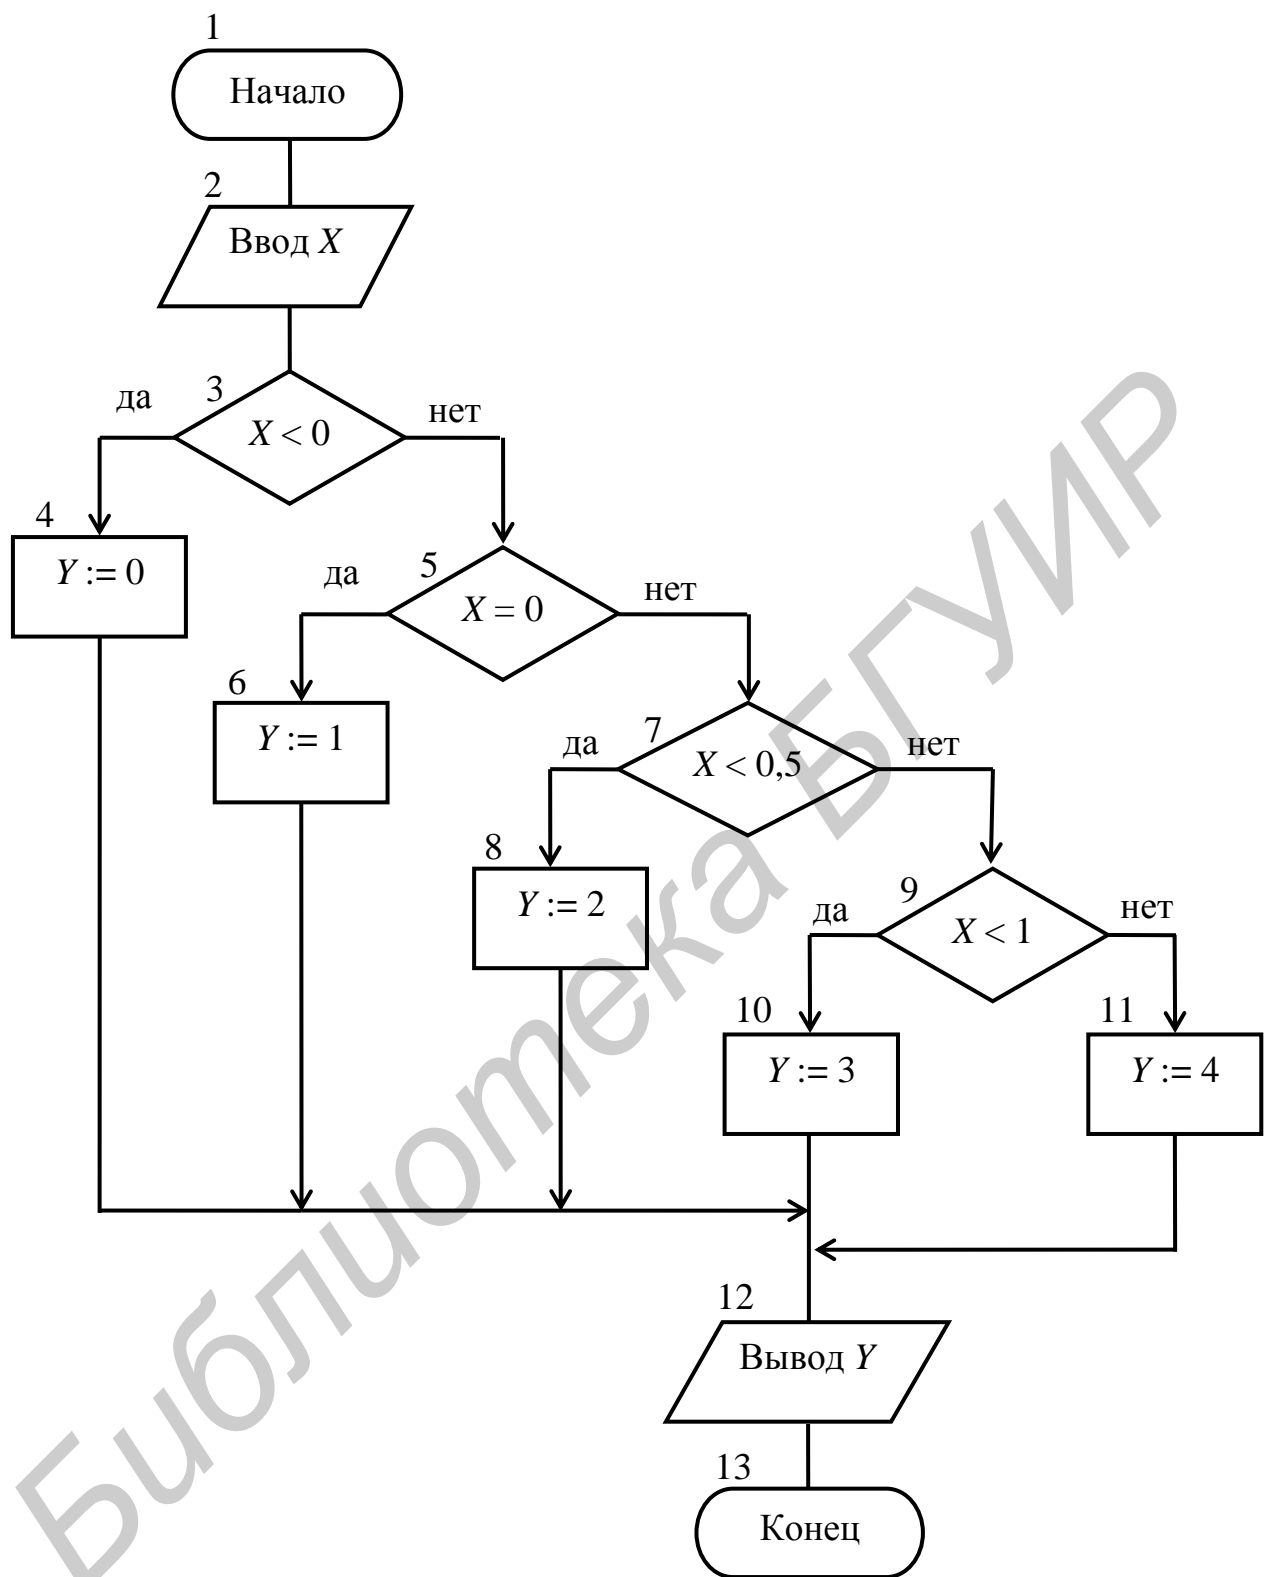 1
Начало
2
Ввод X
3
да
нет
X < 0
4
Y := 0
5
да
нет
X = 0
6
Y := 1
7
да
нет
X < 0,5
8
Y := 2
9
да
нет
X < 1
10
Y := 3
11
Y := 4
12
Вывод Y
13
Конец
Библиотека БГУИР